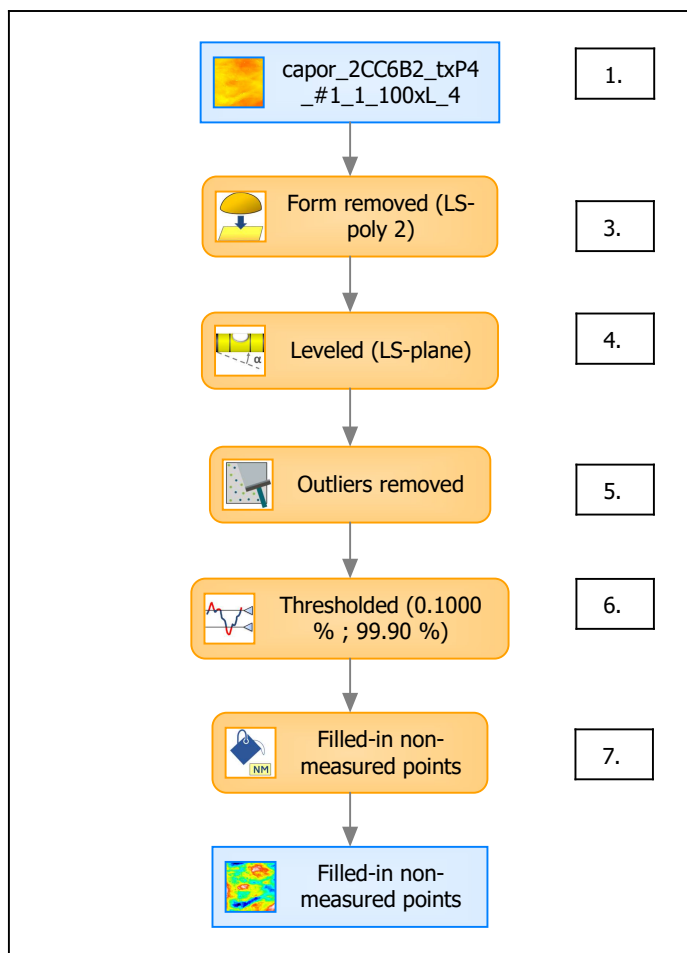 capor_2CC6B2_txP4
_#1_1_100xL_4
1.
Form removed (LS-
poly 2)
3.
α
Leveled (LS-plane)
4.
Outliers removed
5.
Thresholded (0.1000
% ; 99.90 %)
6.
NM
Filled-in non-
measured points
7.
Filled-in non-
measured points